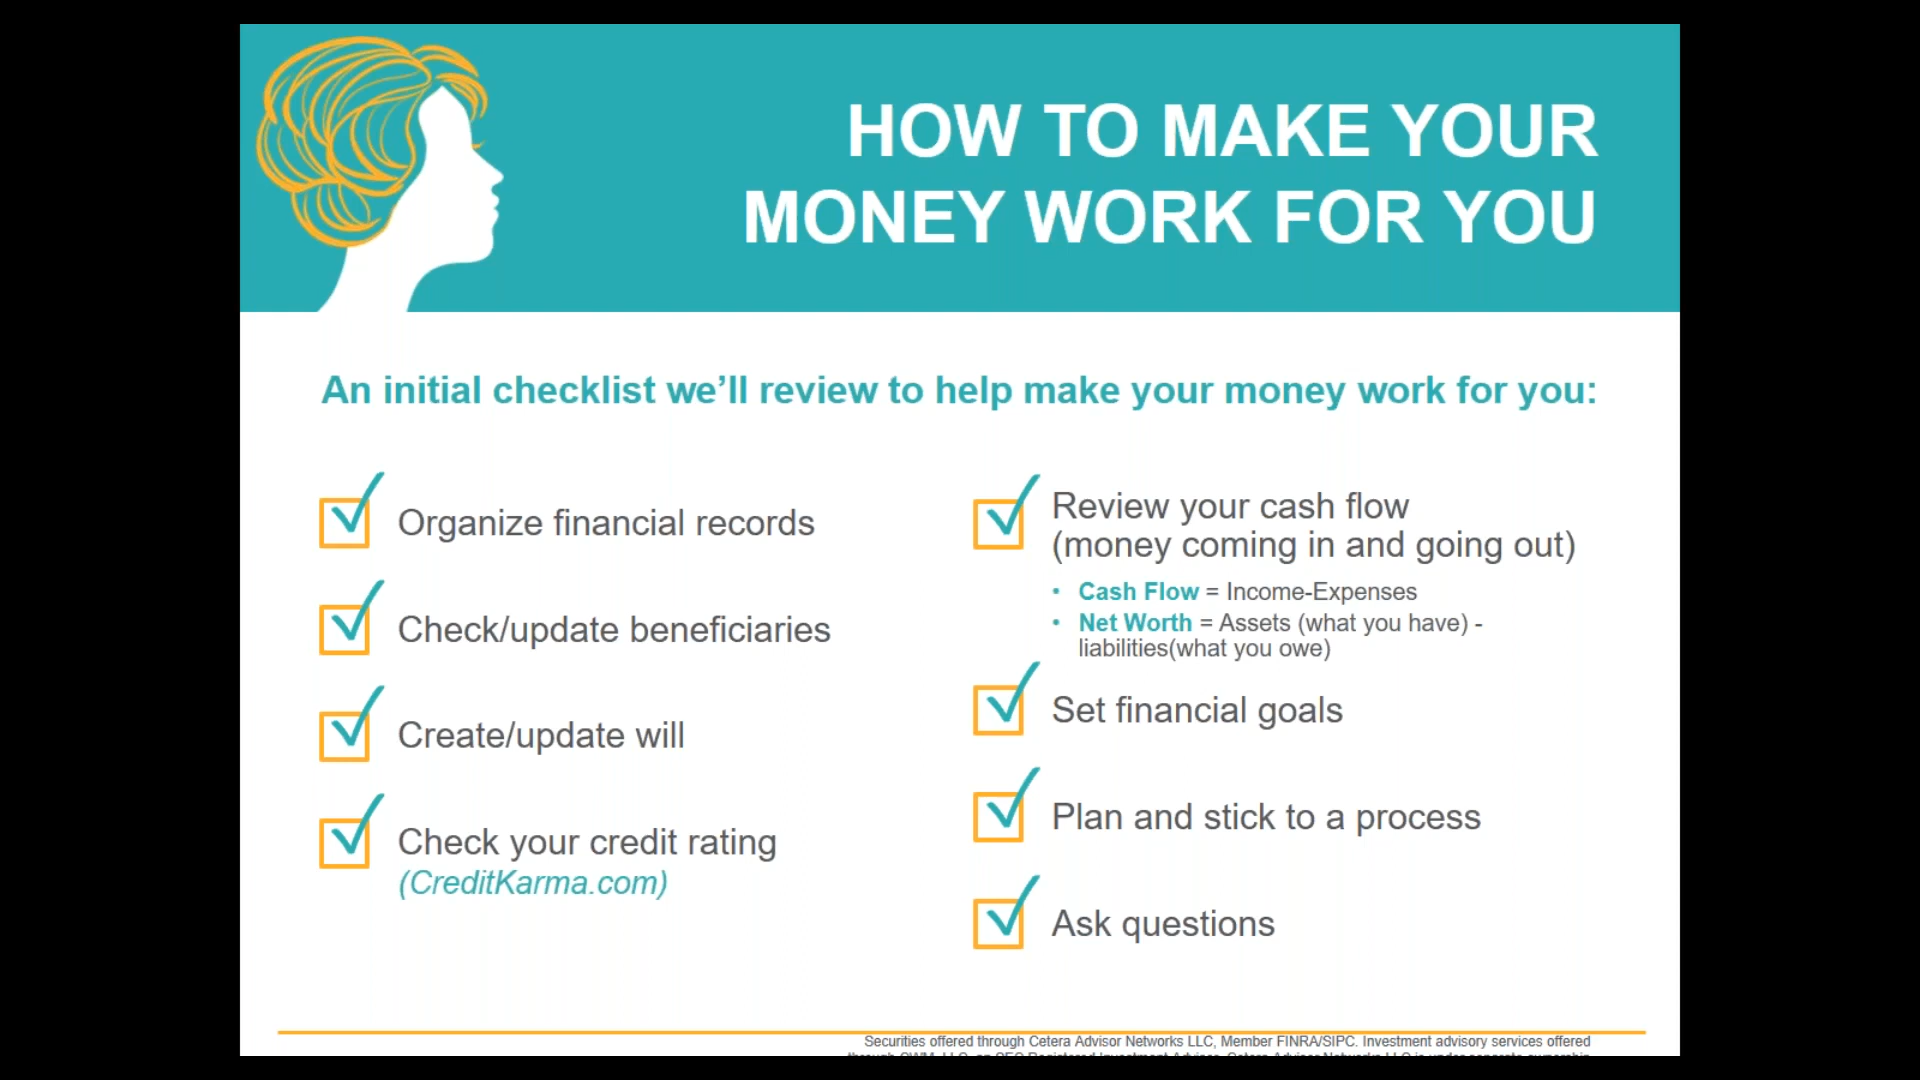 HOW TO MAKE YOUR
MONEY WORK FOR YOU
An initial checklist we’ll review to help make your money work for you:
Organize financial records
Check/update beneficiaries
Create/update will
Check your credit rating
(CreditKarma.com)
Review your cash flow
(money coming in and going out)
• Cash Flow = Income-Expenses
• Net Worth = Assets (what you have) -
liabilities(what you owe)
Set financial goals
Plan and stick to a process
Ask questions
Securities offered through Cetera Advisor Networks LLC, Member FINRA/SIPC. Investment advisory services offered